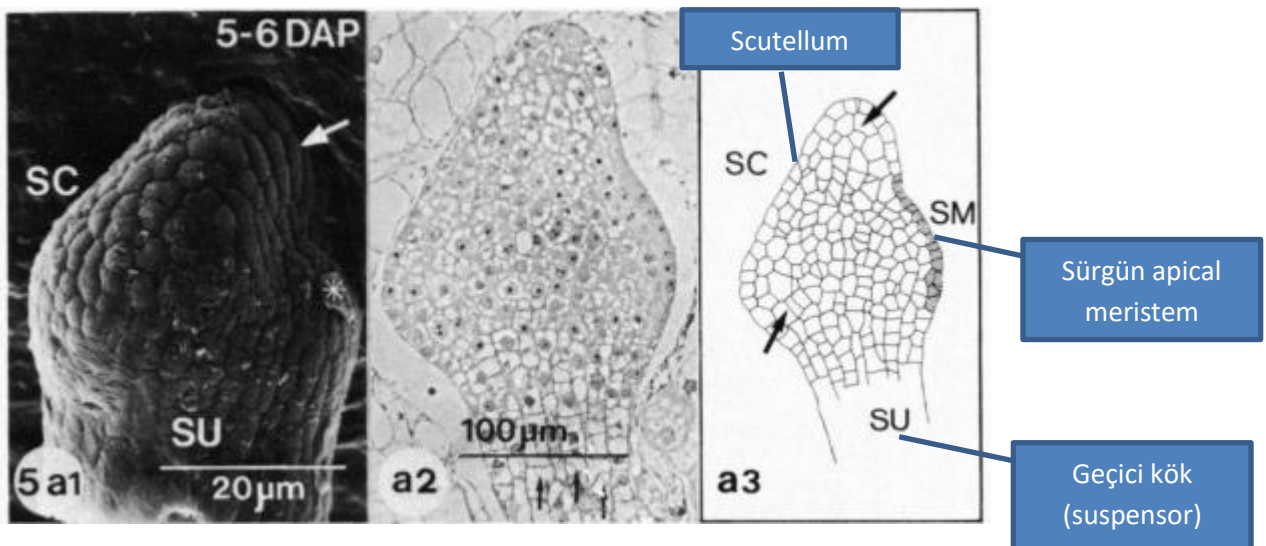 5-6 DAP
SC
SU
5 a1
20 µm
100 µm
a2
Scutellum
SC
SM
SU
a3
Sürgün apical
meristem
Geçici kök
(suspensor)